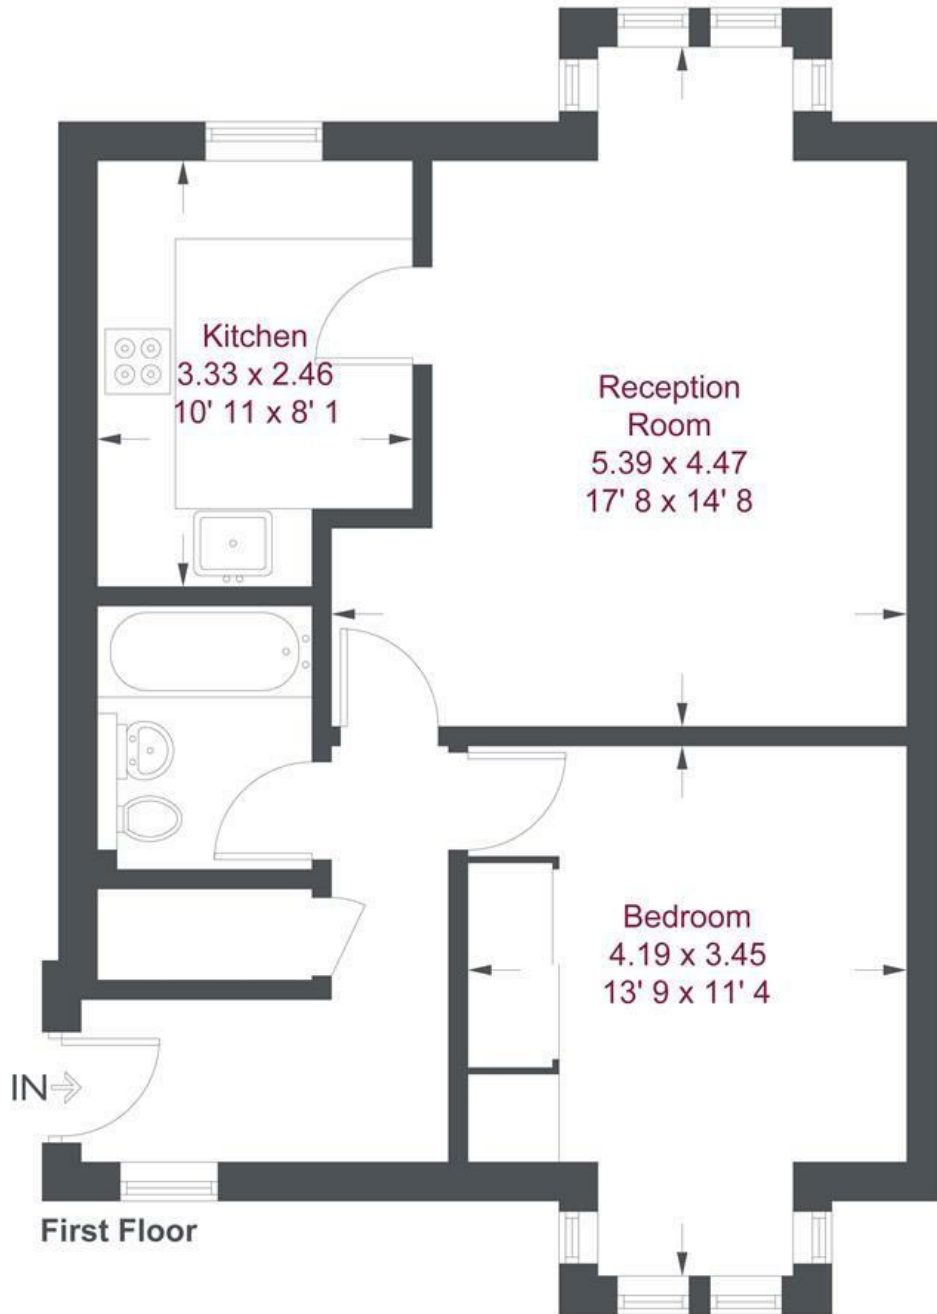 Kitchen
3.33 x 2.46
10' 11 x 8' 1
Reception
Room
5.39 x 4.47
17' 8 x 14' 8
Bedroom
4.19 x 3.45
13' 9 x 11' 4
IN
First Floor